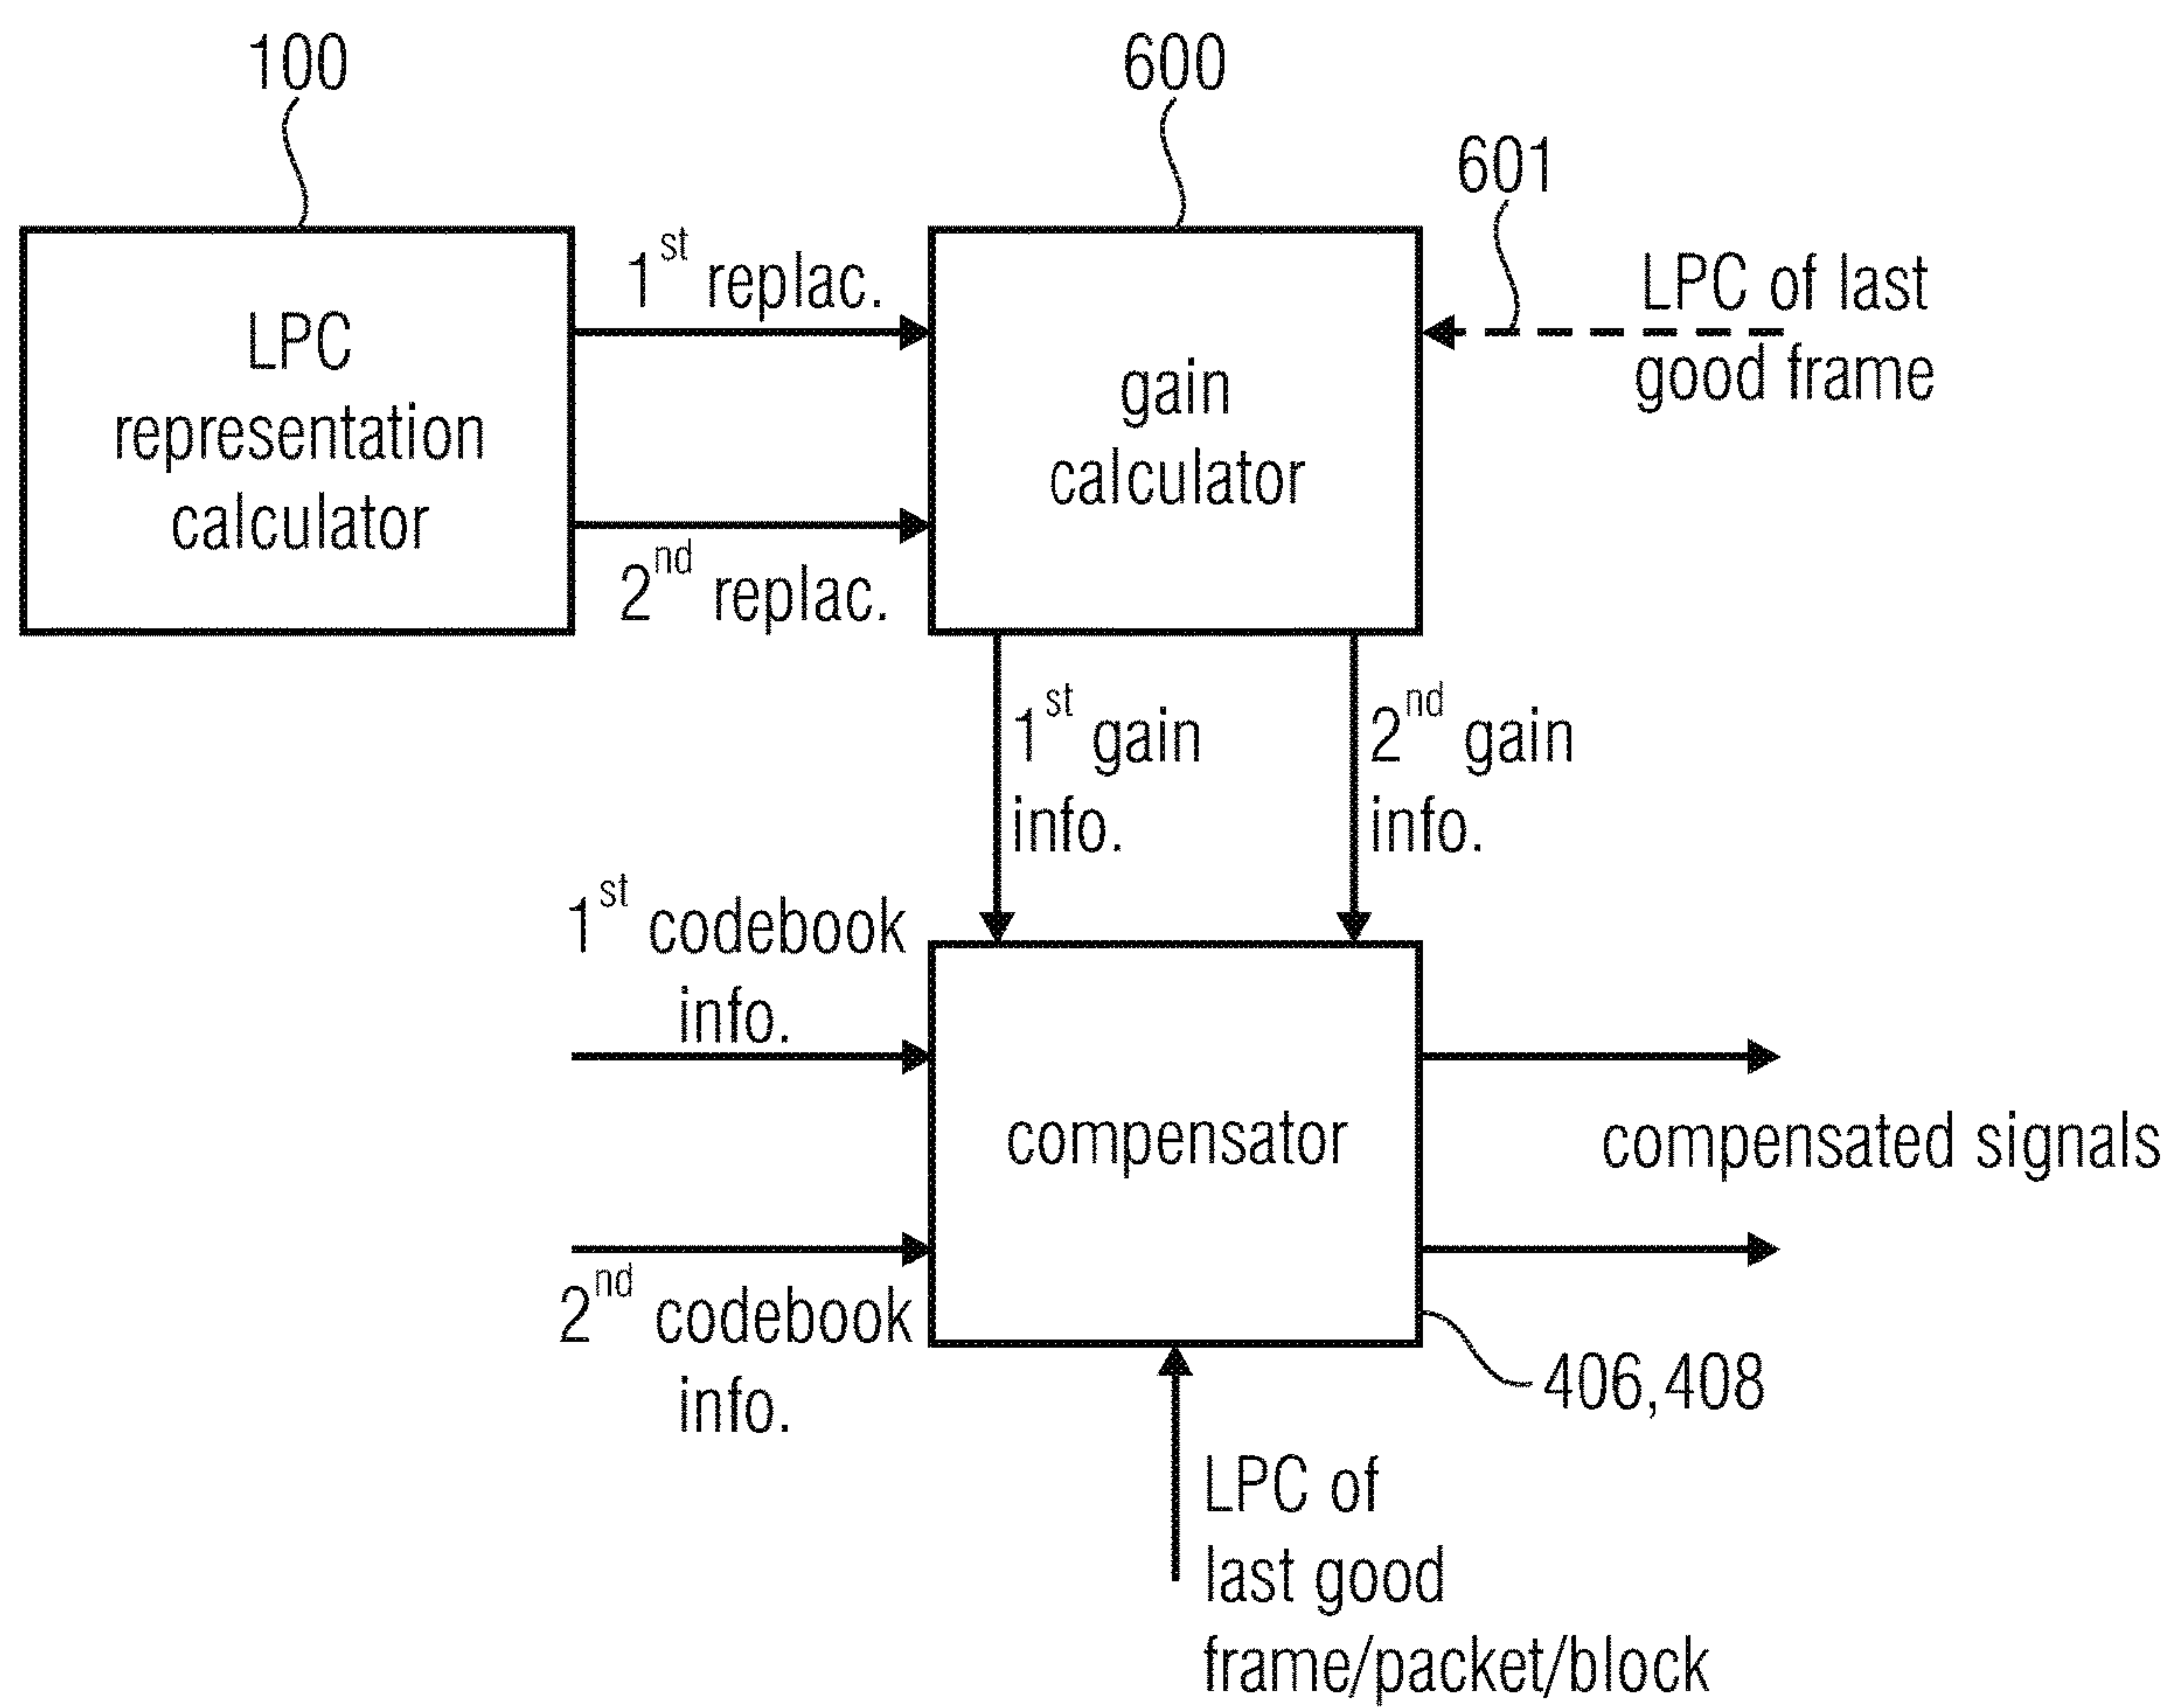 100
600
601
LPC
representation
calculator
1st replac.
2nd replac.
gain
calculator
LPC of last
good frame
1st gain
info.
2nd gain
info.
1st codebook
info.
2nd codebook
info.
compensator
compensated signals
406,408
LPC of
last good
frame/packet/block